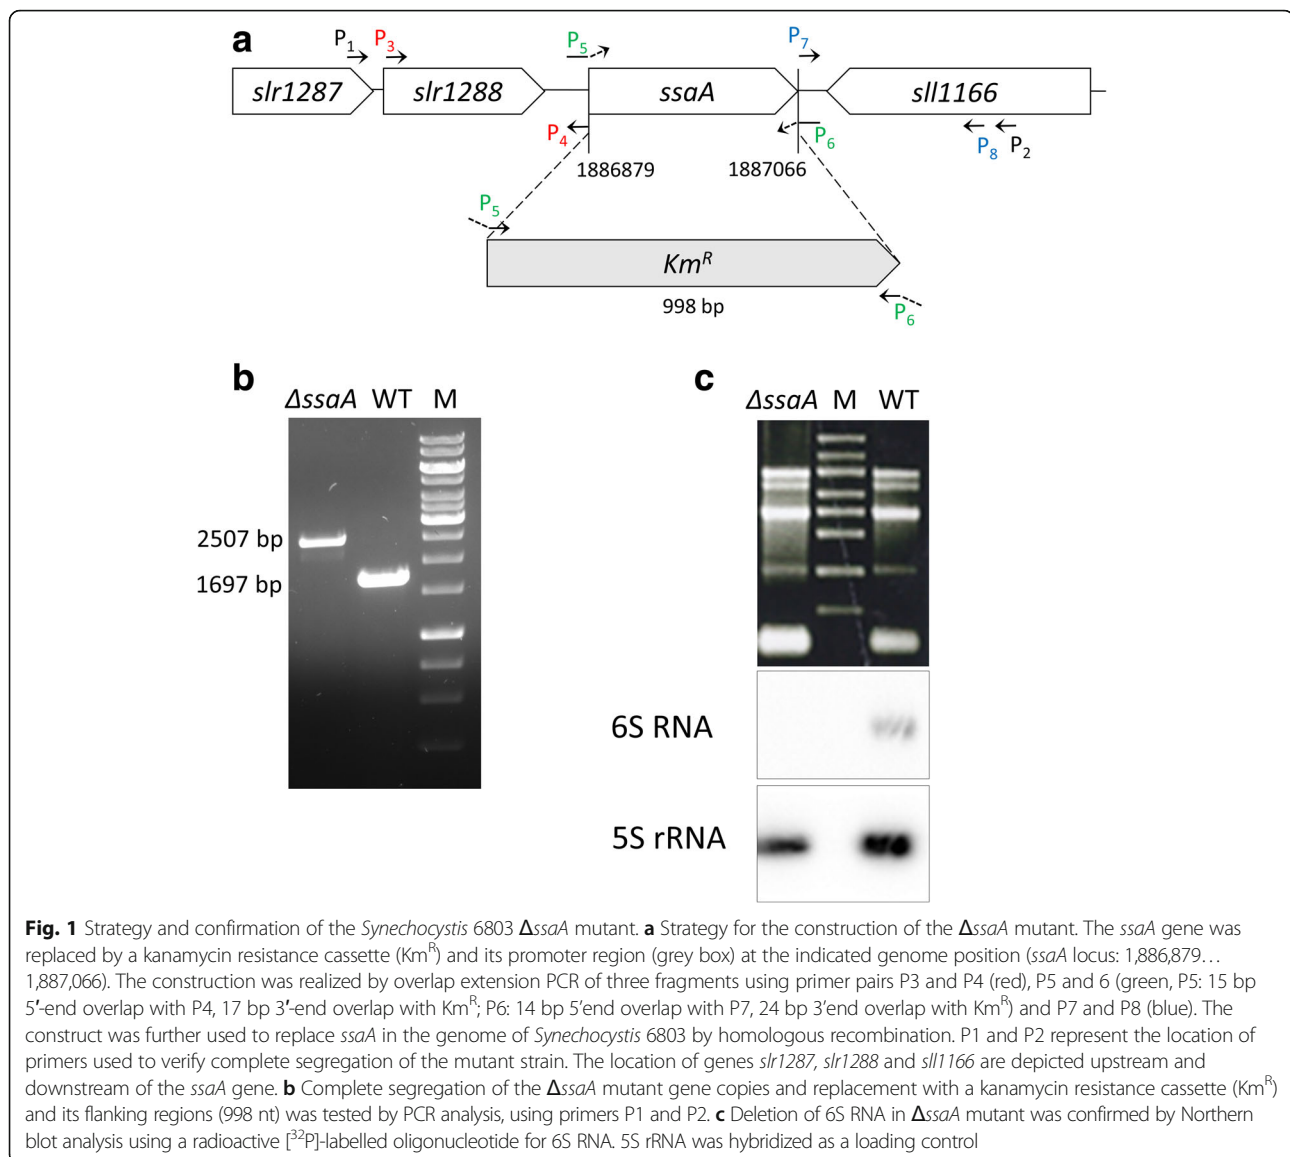 a
P1 P3 P5 P7
slr1287 slr1288 ssaA sll1166
P4 P6 P8 P2
1886879 1887066
P5
Km^R
998 bp
P6
b
ΔssaA WT M
2507 bp
1697 bp
c
ΔssaA M WT
6S RNA
5S rRNA
Fig. 1 Strategy and confirmation of the Synechocystis 6803 ΔssaA mutant. a Strategy for the construction of the ΔssaA mutant. The ssaA gene was
replaced by a kanamycin resistance cassette (Km^R) and its promoter region (grey box) at the indicated genome position (ssaA locus: 1,886,879…
1,887,066). The construction was realized by overlap extension PCR of three fragments using primer pairs P3 and P4 (red), P5 and 6 (green, P5: 15 bp
5′-end overlap with P4, 17 bp 3′-end overlap with Km^R; P6: 14 bp 5'end overlap with P7, 24 bp 3'end overlap with Km^R) and P7 and P8 (blue). The
construct was further used to replace ssaA in the genome of Synechocystis 6803 by homologous recombination. P1 and P2 represent the location of
primers used to verify complete segregation of the mutant strain. The location of genes slr1287, slr1288 and sll1166 are depicted upstream and
downstream of the ssaA gene. b Complete segregation of the ΔssaA mutant gene copies and replacement with a kanamycin resistance cassette (Km^R)
and its flanking regions (998 nt) was tested by PCR analysis, using primers P1 and P2. c Deletion of 6S RNA in ΔssaA mutant was confirmed by Northern
blot analysis using a radioactive [^32P]-labelled oligonucleotide for 6S RNA. 5S rRNA was hybridized as a loading control